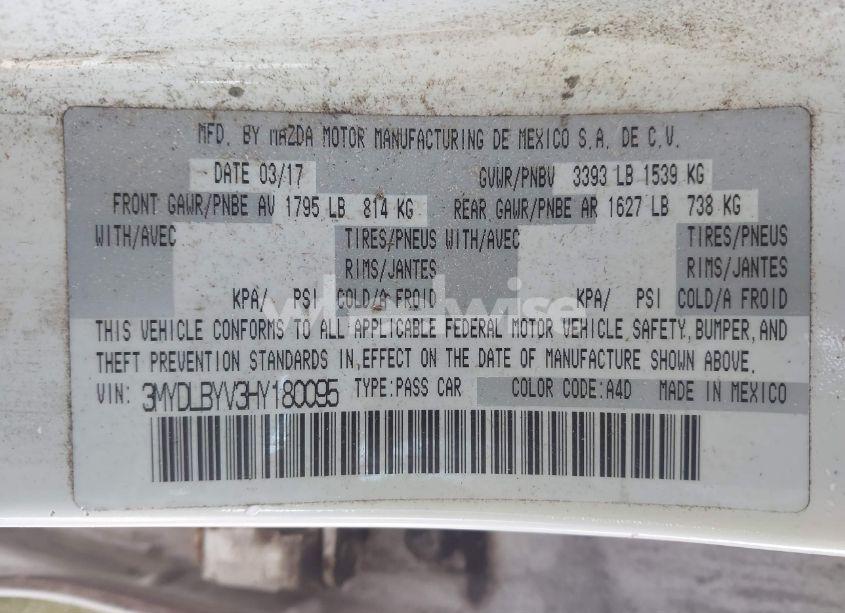 MFD. BY MAZDA MOTOR MANUFACTURING DE MEXICO S.A. DE C.V.
DATE 03/17 GVWR/PNBV 3393 LB 1539 KG
FRONT GAWR/PNBE AV 1795 LB 814 KG REAR GAWR/PNBE AR 1627 LB 738 KG
WITH/AVEC TIRES/PNEUS WITH/AVEC TIRES/PNEUS
RIMS/JANTES RIMS/JANTES
KPA/ PSI COLD/A FROID KPA/ PSI COLD/A FROID
wheelwise
THIS VEHICLE CONFORMS TO ALL APPLICABLE FEDERAL MOTOR VEHICLE SAFETY, BUMPER, AND
THEFT PREVENTION STANDARDS IN EFFECT ON THE DATE OF MANUFACTURE SHOWN ABOVE.
VIN: 3MYDLBYV3HY180095 TYPE:PASS CAR COLOR CODE:A4D MADE IN MEXICO